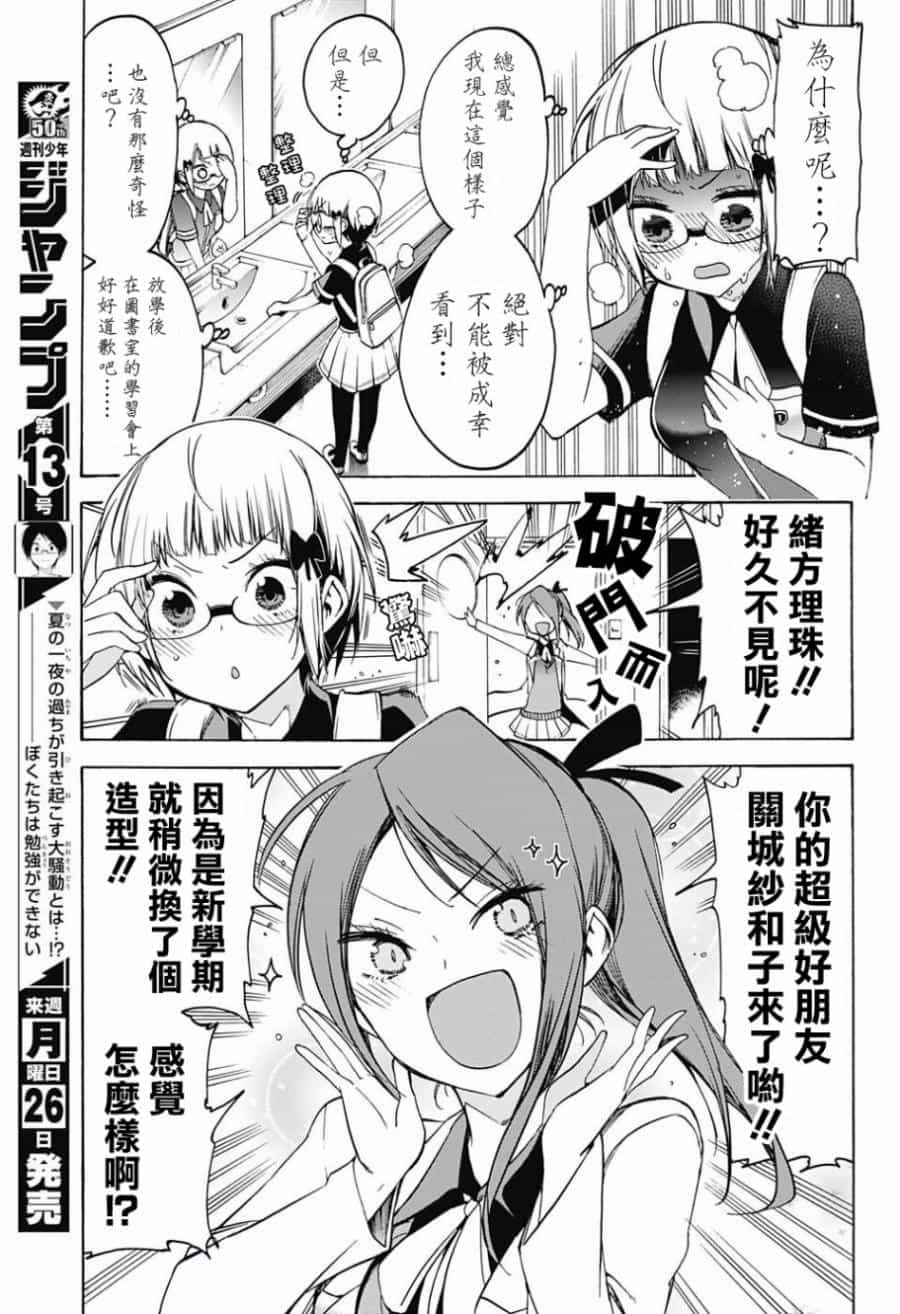 為什麼呢…？
總感覺
我現在這個樣子
絕對
不能被成幸
看到…
但
但是…
整理
整理
也沒有那麼奇怪
…吧？
放學後
在圖書室的學習會上
好好道歉吧……
緒方理珠!!
好久不見呢！
破門而入
驚嚇
你的超級好朋友
關城紗和子來了喲!!
因為是新學期
就稍微換了個
造型!!
感覺
怎麼樣啊!?
50th
週刊少年
ジャンプ
第13号
▼夏の一夜の過ちが引き起こす大騒動とは…!?
──ぼくたちは勉強ができない
来週
月曜日
26日
発売